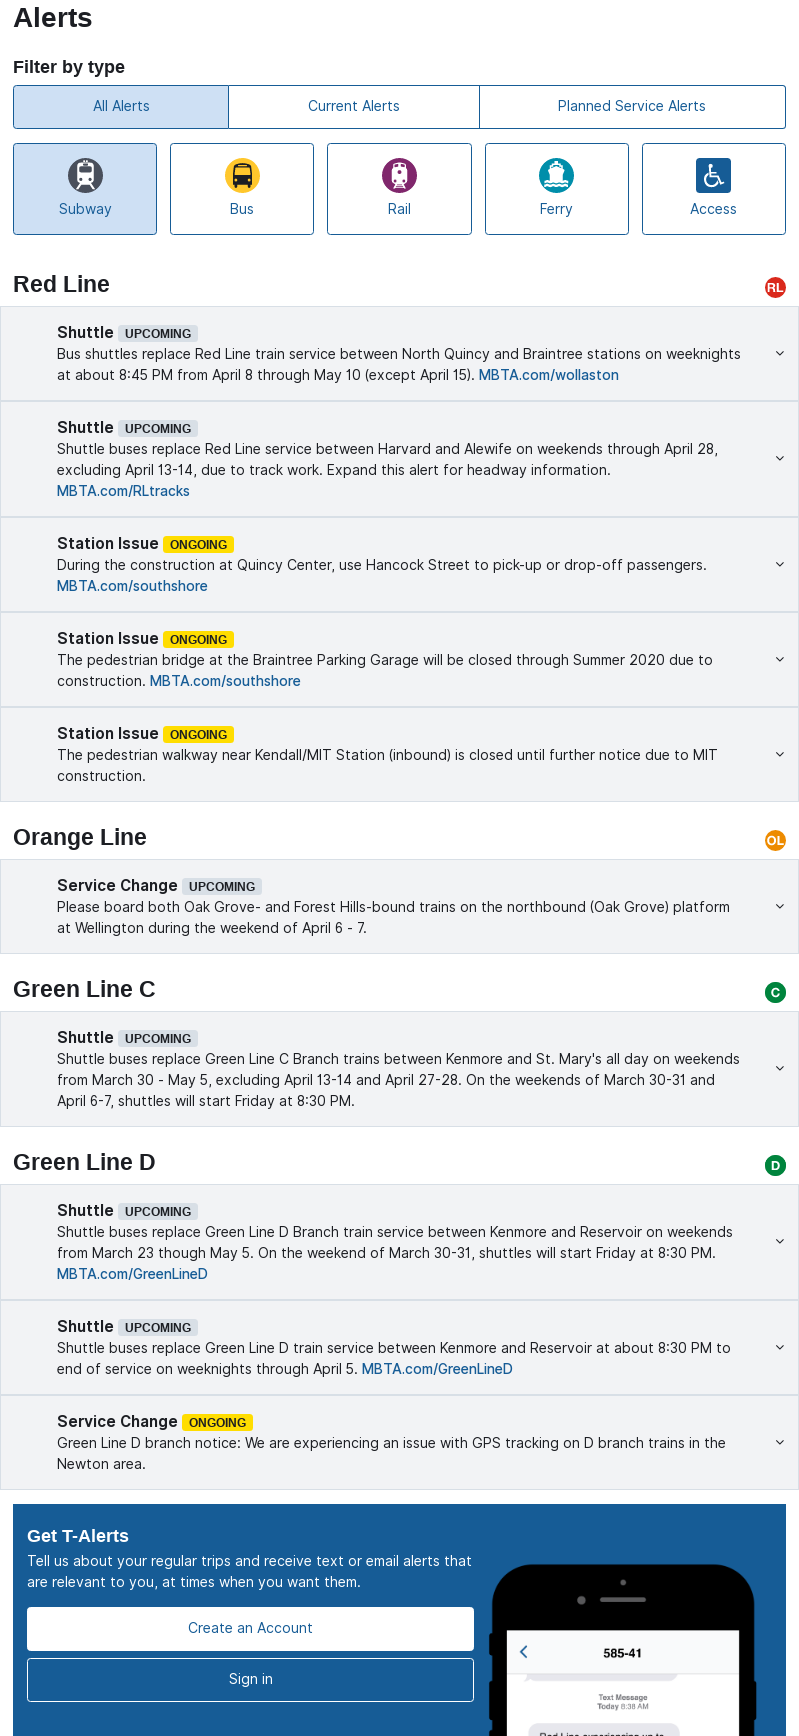 Alerts
Filter by type
All Alerts
Current Alerts
Planned Service Alerts
Subway
Bus
Rail
Ferry
Access
Red Line
RL
Shuttle UPCOMING
Bus shuttles replace Red Line train service between North Quincy and Braintree stations on weeknights
at about 8:45 PM from April 8 through May 10 (except April 15). MBTA.com/wollaston
Shuttle UPCOMING
Shuttle buses replace Red Line service between Harvard and Alewife on weekends through April 28,
excluding April 13-14, due to track work. Expand this alert for headway information.
MBTA.com/RLtracks
Station Issue ONGOING
During the construction at Quincy Center, use Hancock Street to pick-up or drop-off passengers.
MBTA.com/southshore
Station Issue ONGOING
The pedestrian bridge at the Braintree Parking Garage will be closed through Summer 2020 due to
construction. MBTA.com/southshore
Station Issue ONGOING
The pedestrian walkway near Kendall/MIT Station (inbound) is closed until further notice due to MIT
construction.
Orange Line
OL
Service Change UPCOMING
Please board both Oak Grove- and Forest Hills-bound trains on the northbound (Oak Grove) platform
at Wellington during the weekend of April 6 - 7.
Green Line C
C
Shuttle UPCOMING
Shuttle buses replace Green Line C Branch trains between Kenmore and St. Mary's all day on weekends
from March 30 - May 5, excluding April 13-14 and April 27-28. On the weekends of March 30-31 and
April 6-7, shuttles will start Friday at 8:30 PM.
Green Line D
D
Shuttle UPCOMING
Shuttle buses replace Green Line D Branch train service between Kenmore and Reservoir on weekends
from March 23 though May 5. On the weekend of March 30-31, shuttles will start Friday at 8:30 PM.
MBTA.com/GreenLineD
Shuttle UPCOMING
Shuttle buses replace Green Line D train service between Kenmore and Reservoir at about 8:30 PM to
end of service on weeknights through April 5. MBTA.com/GreenLineD
Service Change ONGOING
Green Line D branch notice: We are experiencing an issue with GPS tracking on D branch trains in the
Newton area.
Get T-Alerts
Tell us about your regular trips and receive text or email alerts that
are relevant to you, at times when you want them.
Create an Account
Sign in
585-41
Text Message
Today 8:38 AM